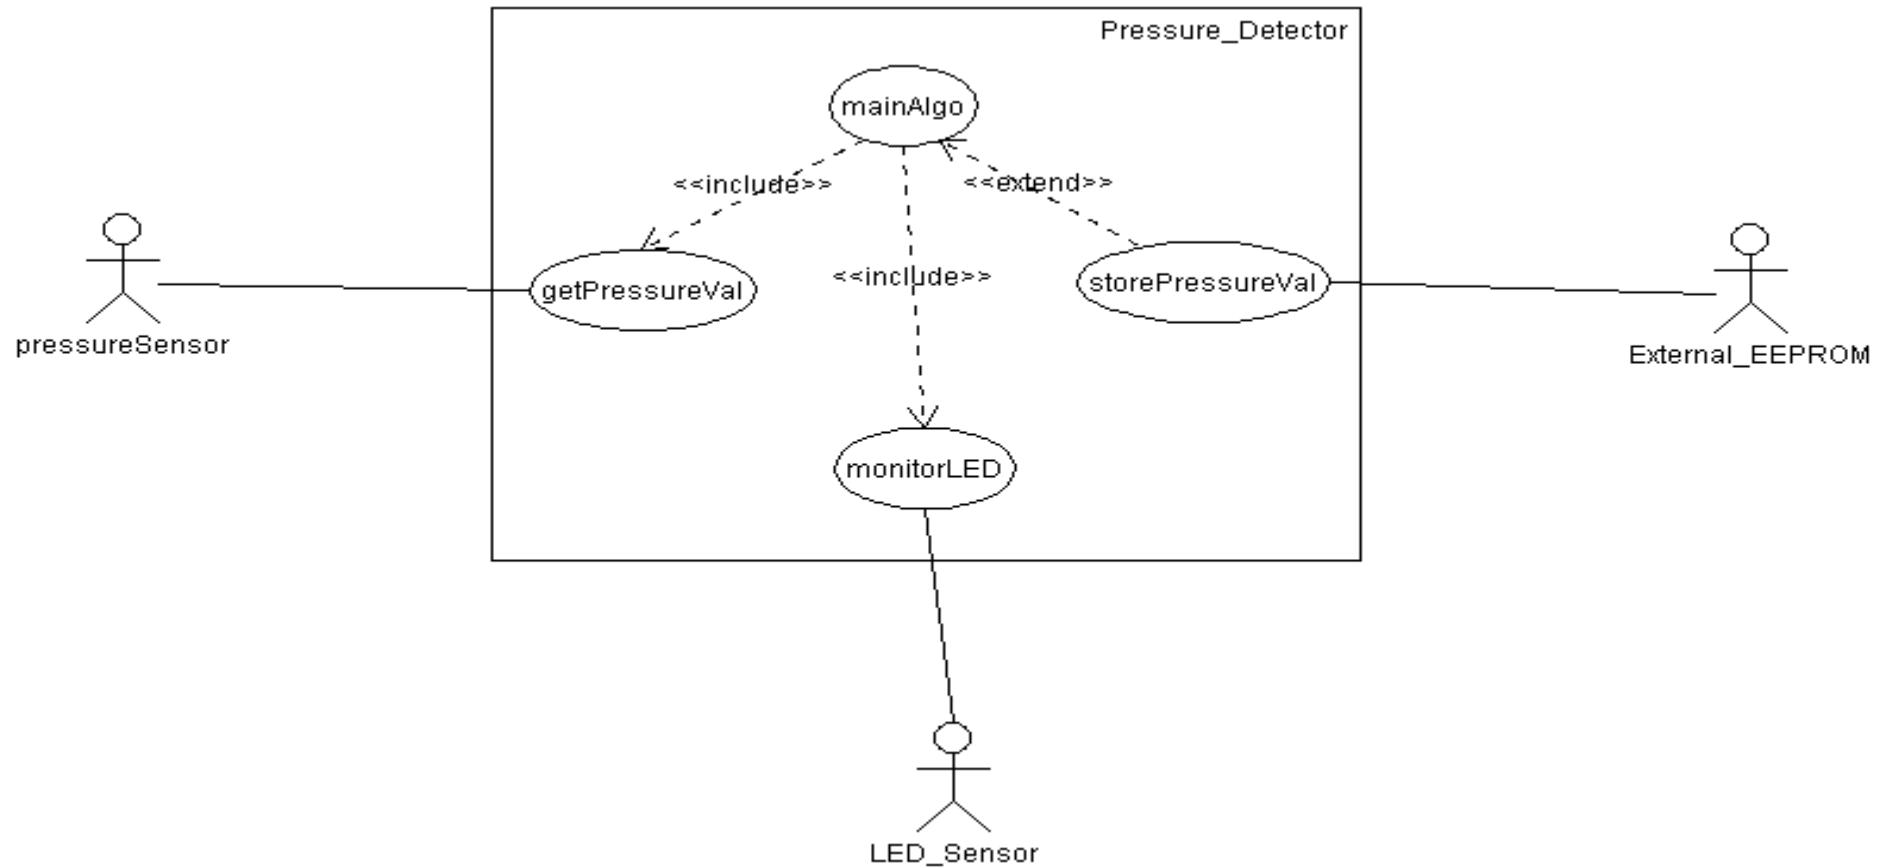 Pressure_Detector
mainAlgo
<<include>>
<<extend>>
<<include>>
getPressureVal
storePressureVal
pressureSensor
External_EEPROM
monitorLED
LED_Sensor